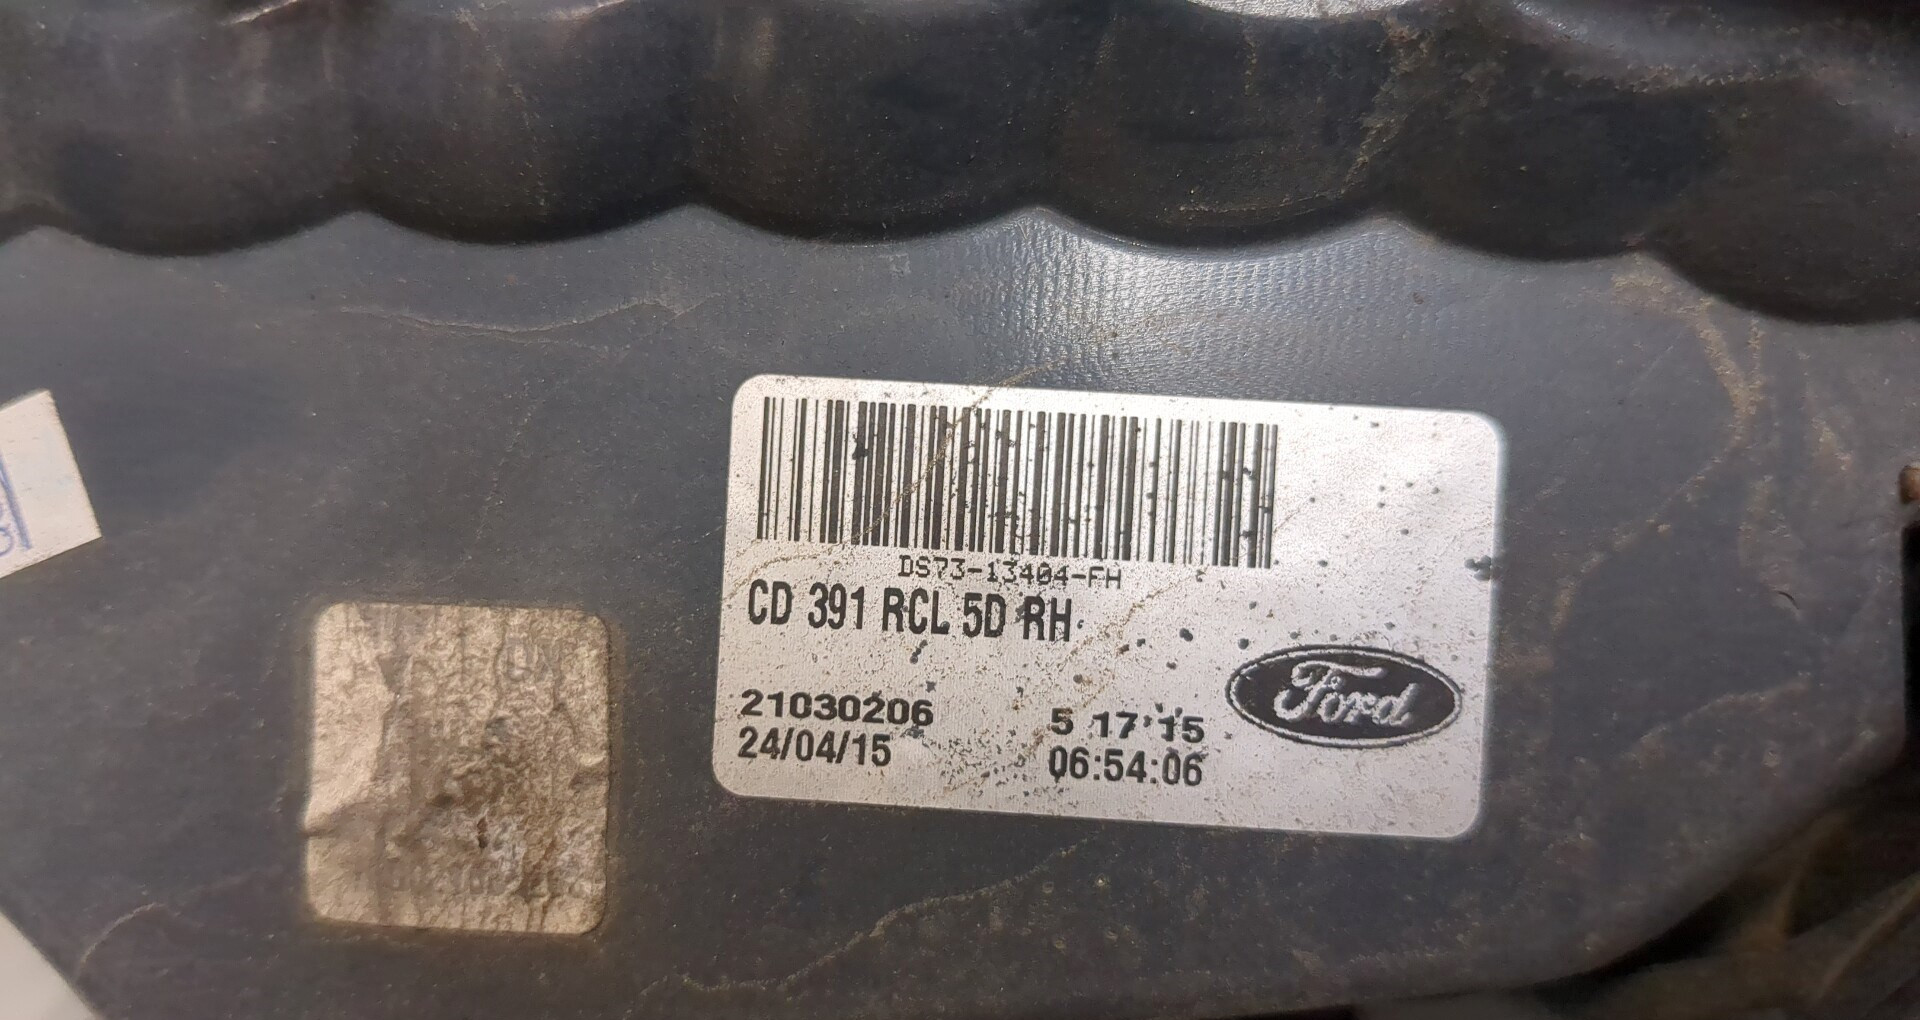 DS73-13404-FH
CD 391 RCL 5D RH
21030206 5 17 15
24/04/15 06:54:06
Ford